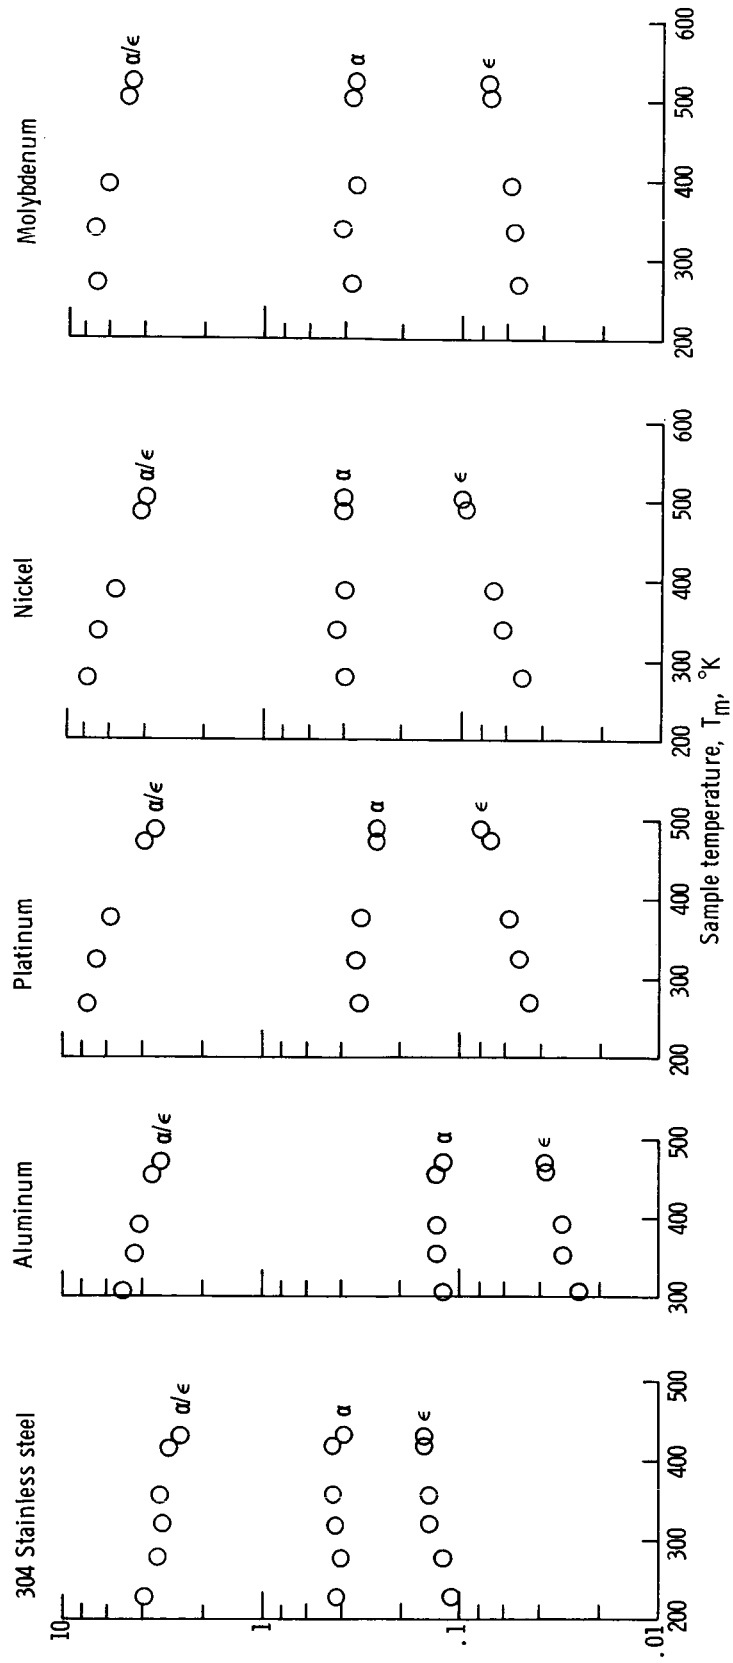 304 Stainless steel
Aluminum
Platinum
Nickel
Molybdenum
10
1
.1
.01
α/ϵ
α
ϵ
α/ϵ
α
ϵ
α/ϵ
α
ϵ
α/ϵ
α
ϵ
α/ϵ
α
ϵ
200 300 400 500
300 400 500
200 300 400 500
200 300 400 500 600
200 300 400 500 600
Sample temperature, Tm, °K